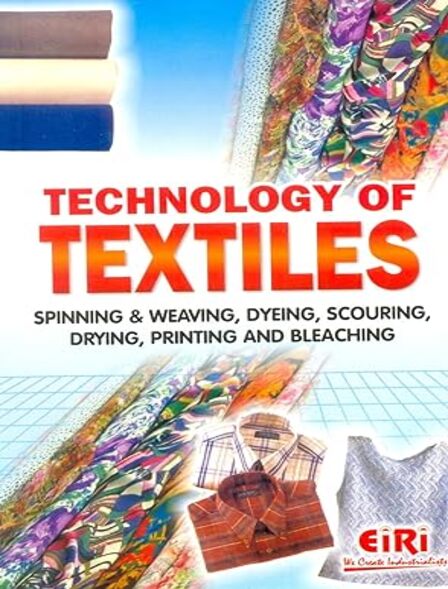 TECHNOLOGY OF
TEXTILES
SPINNING & WEAVING, DYEING, SCOURING,
DRYING, PRINTING AND BLEACHING
EiRi
We Create Industrialists